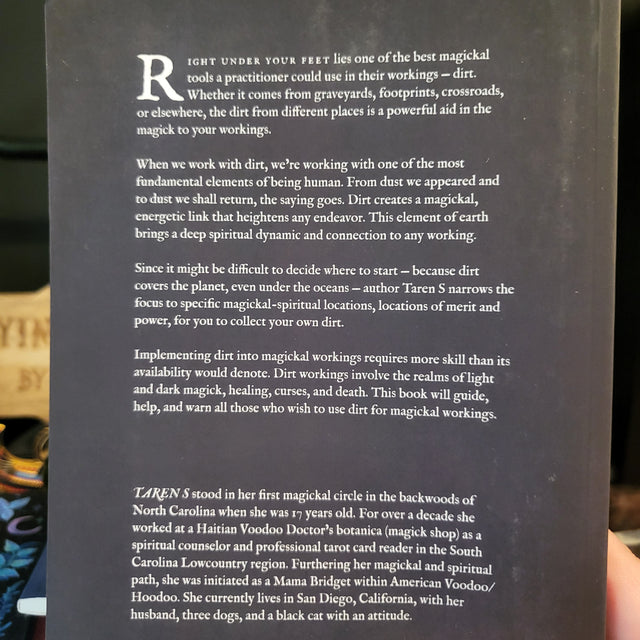 RIGHT UNDER YOUR FEET lies one of the best magickal
tools a practitioner could use in their workings – dirt.
Whether it comes from graveyards, footprints, crossroads,
or elsewhere, the dirt from different places is a powerful aid in the
magick to your workings.
When we work with dirt, we're working with one of the most
fundamental elements of being human. From dust we appeared and
to dust we shall return, the saying goes. Dirt creates a magickal,
energetic link that heightens any endeavor. This element of earth
brings a deep spiritual dynamic and connection to any working.
Since it might be difficult to decide where to start – because dirt
covers the planet, even under the oceans – author Taren S narrows the
focus to specific magickal-spiritual locations, locations of merit and
power, for you to collect your own dirt.
Implementing dirt into magickal workings requires more skill than its
availability would denote. Dirt workings involve the realms of light
and dark magick, healing, curses, and death. This book will guide,
help, and warn all those who wish to use dirt for magickal workings.
TAREN S stood in her first magickal circle in the backwoods of
North Carolina when she was 17 years old. For over a decade she
worked at a Haitian Voodoo Doctor's botanica (magick shop) as a
spiritual counselor and professional tarot card reader in the South
Carolina Lowcountry region. Furthering her magickal and spiritual
path, she was initiated as a Mama Bridget within American Voodoo/
Hoodoo. She currently lives in San Diego, California, with her
husband, three dogs, and a black cat with an attitude.
BY